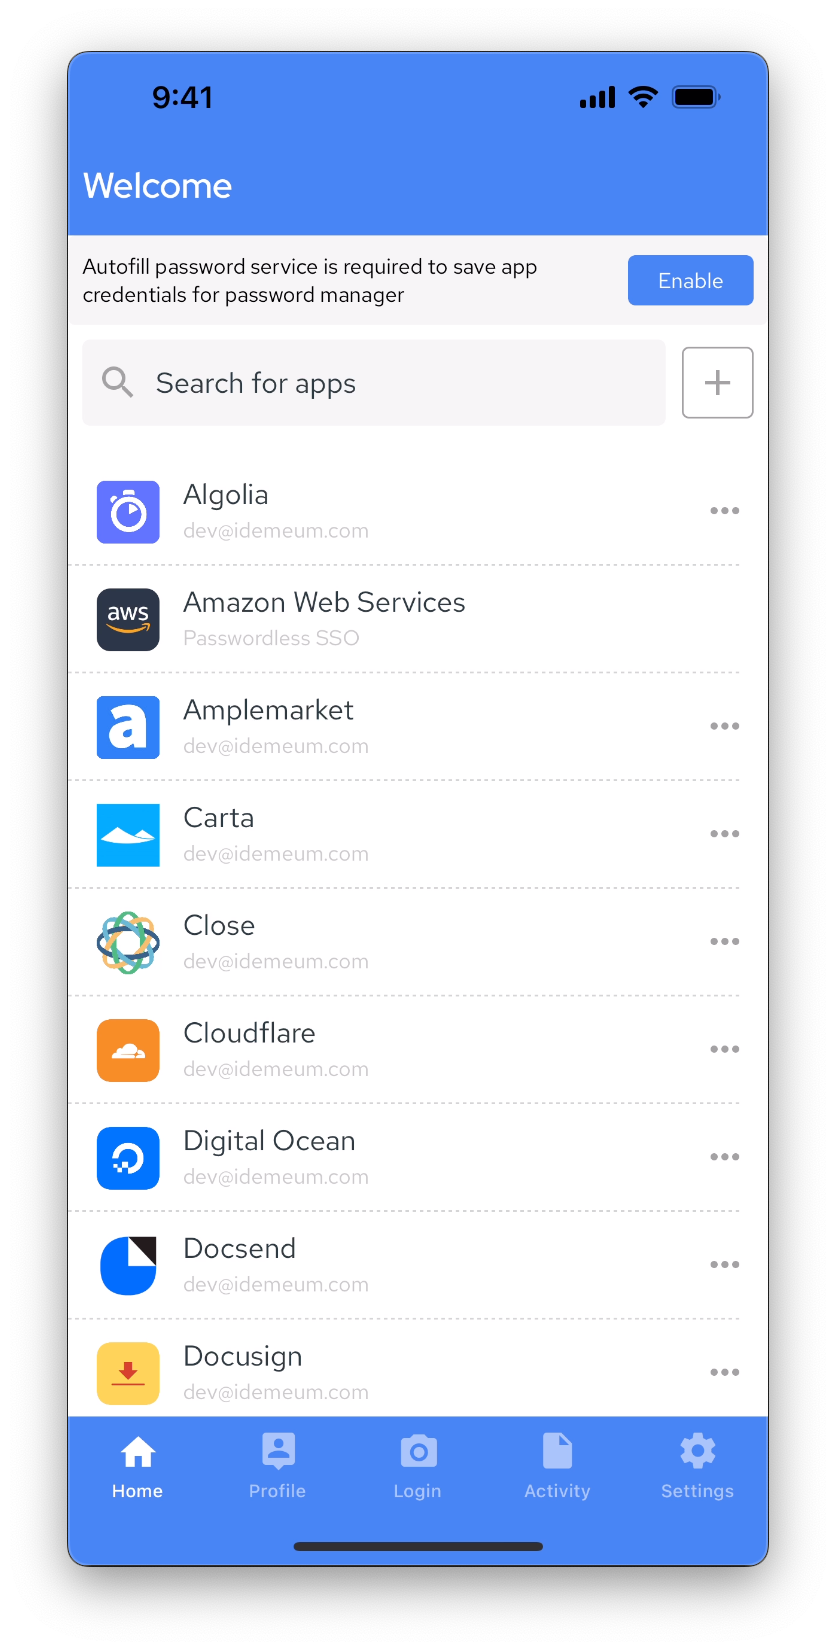 9:41
Welcome
Autofill password service is required to save app
credentials for password manager
Enable
Search for apps
Algolia
dev@idemeum.com
aws
Amazon Web Services
Passwordless SSO
a
Amplemarket
dev@idemeum.com
Carta
dev@idemeum.com
Close
dev@idemeum.com
Cloudflare
dev@idemeum.com
Digital Ocean
dev@idemeum.com
Docsend
dev@idemeum.com
Docusign
dev@idemeum.com
Home
Profile
Login
Activity
Settings